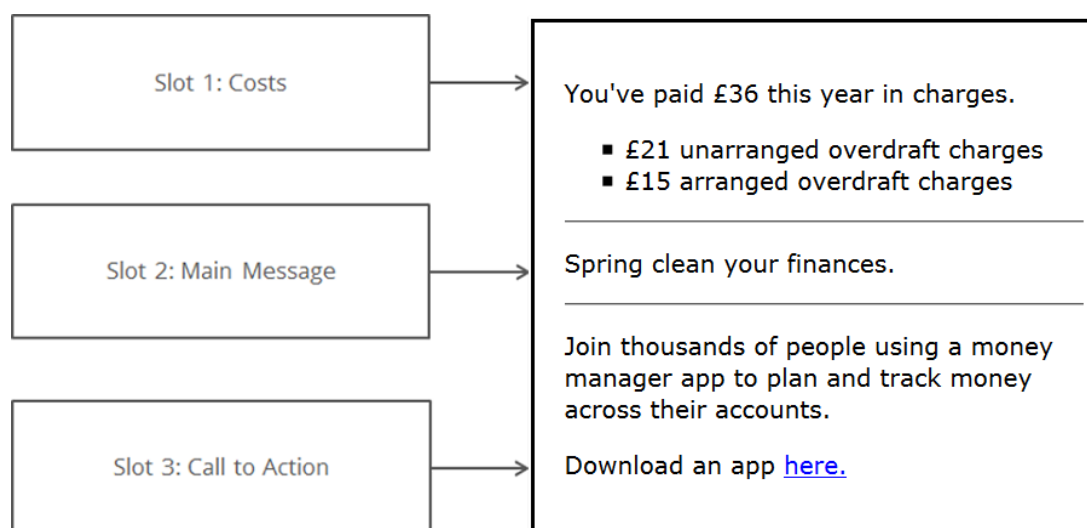 Slot 1: Costs
Slot 2: Main Message
Slot 3: Call to Action
You've paid £36 this year in charges.
▪ £21 unarranged overdraft charges
▪ £15 arranged overdraft charges
Spring clean your finances.
Join thousands of people using a money
manager app to plan and track money
across their accounts.
Download an app here.